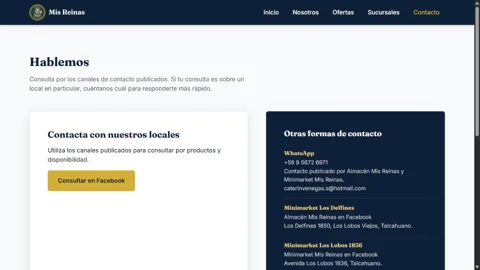 Mis Reinas
Inicio
Nosotros
Ofertas
Sucursales
Contacto
Hablemos
Consulta por los canales de contacto publicados. Si tu consulta es sobre un
local en particular, cuéntanos cuál para responderte más rápido.
Contacta con nuestros locales
Utiliza los canales publicados para consultar por productos y
disponibilidad.
Consultar en Facebook
Otras formas de contacto
WhatsApp
+56 9 5672 6971
Contacto publicado por Almacén Mis Reinas y
Minimarket Mis Reinas.
caterinvenegas.a@hotmail.com
Minimarket Los Delfines
Almacén Mis Reinas en Facebook
Los Delfines 1850, Los Lobos Viejos, Talcahuano.
Minimarket Los Lobos 1836
Minimarket Mis Reinas en Facebook
Avenida Los Lobos 1836, Talcahuano.